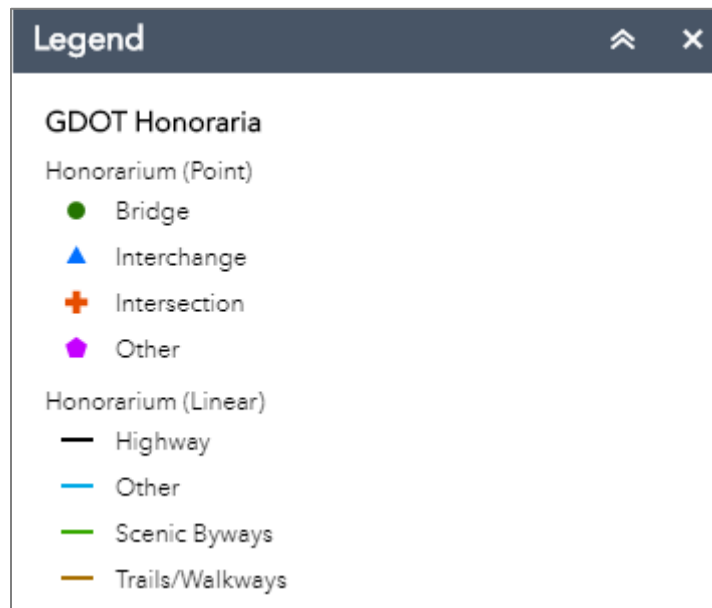 Legend
GDOT Honoraria
Honorarium (Point)
Bridge
Interchange
Intersection
Other
Honorarium (Linear)
Highway
Other
Scenic Byways
Trails/Walkways